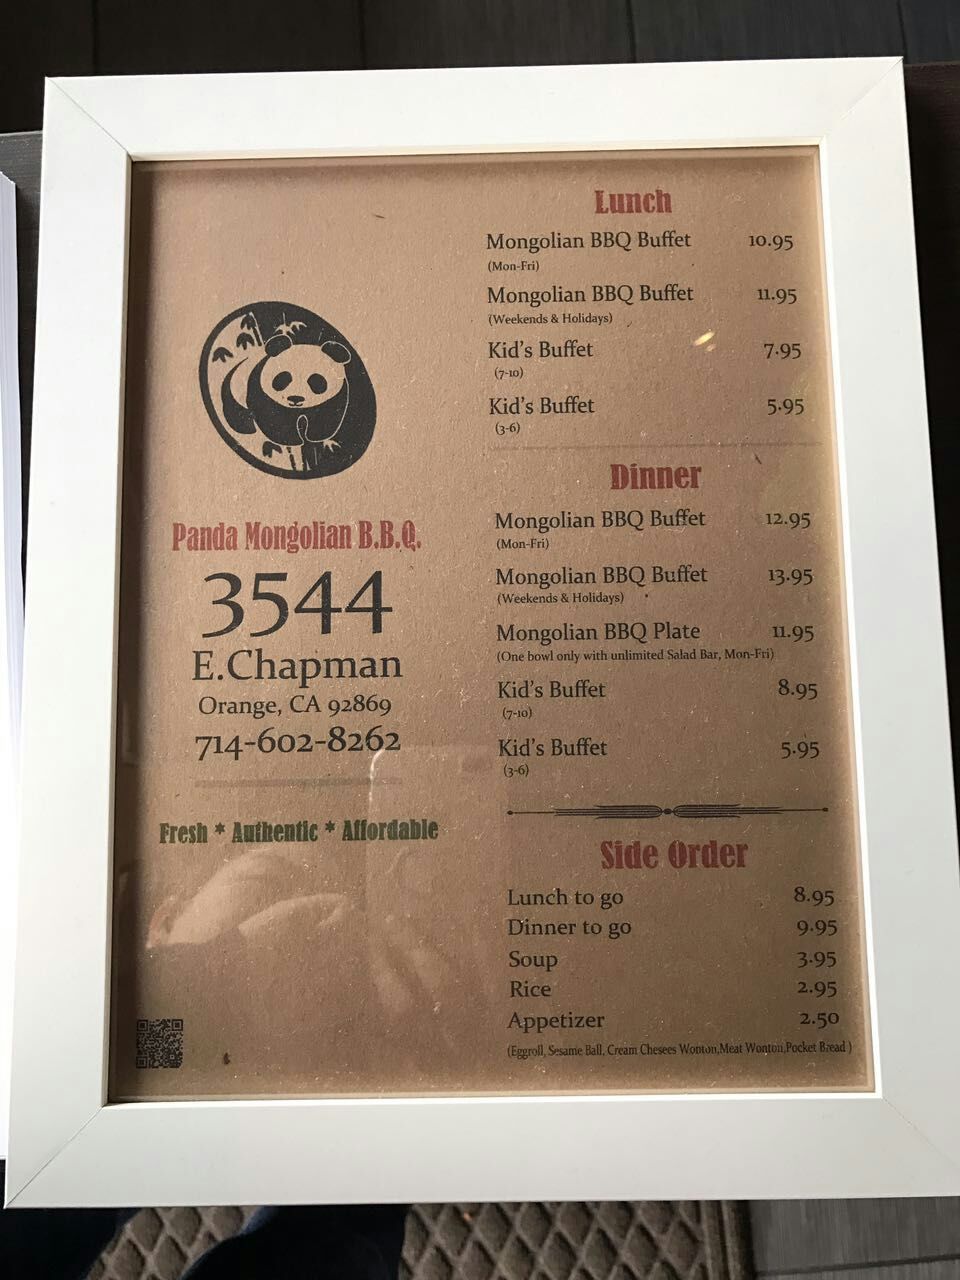 Panda Mongolian B.B.Q.
3544
E.Chapman
Orange, CA 92869
714-602-8262
Fresh * Authentic * Affordable
Lunch
Mongolian BBQ Buffet 10.95
(Mon-Fri)
Mongolian BBQ Buffet 11.95
(Weekends & Holidays)
Kid's Buffet 7.95
(7-10)
Kid's Buffet 5.95
(3-6)
Dinner
Mongolian BBQ Buffet 12.95
(Mon-Fri)
Mongolian BBQ Buffet 13.95
(Weekends & Holidays)
Mongolian BBQ Plate 11.95
(One bowl only with unlimited Salad Bar, Mon-Fri)
Kid's Buffet 8.95
(7-10)
Kid's Buffet 5.95
(3-6)
Side Order
Lunch to go 8.95
Dinner to go 9.95
Soup 3.95
Rice 2.95
Appetizer 2.50
(Eggroll, Sesame Ball, Cream Chesees Wonton,Meat Wonton,Pocket Bread )